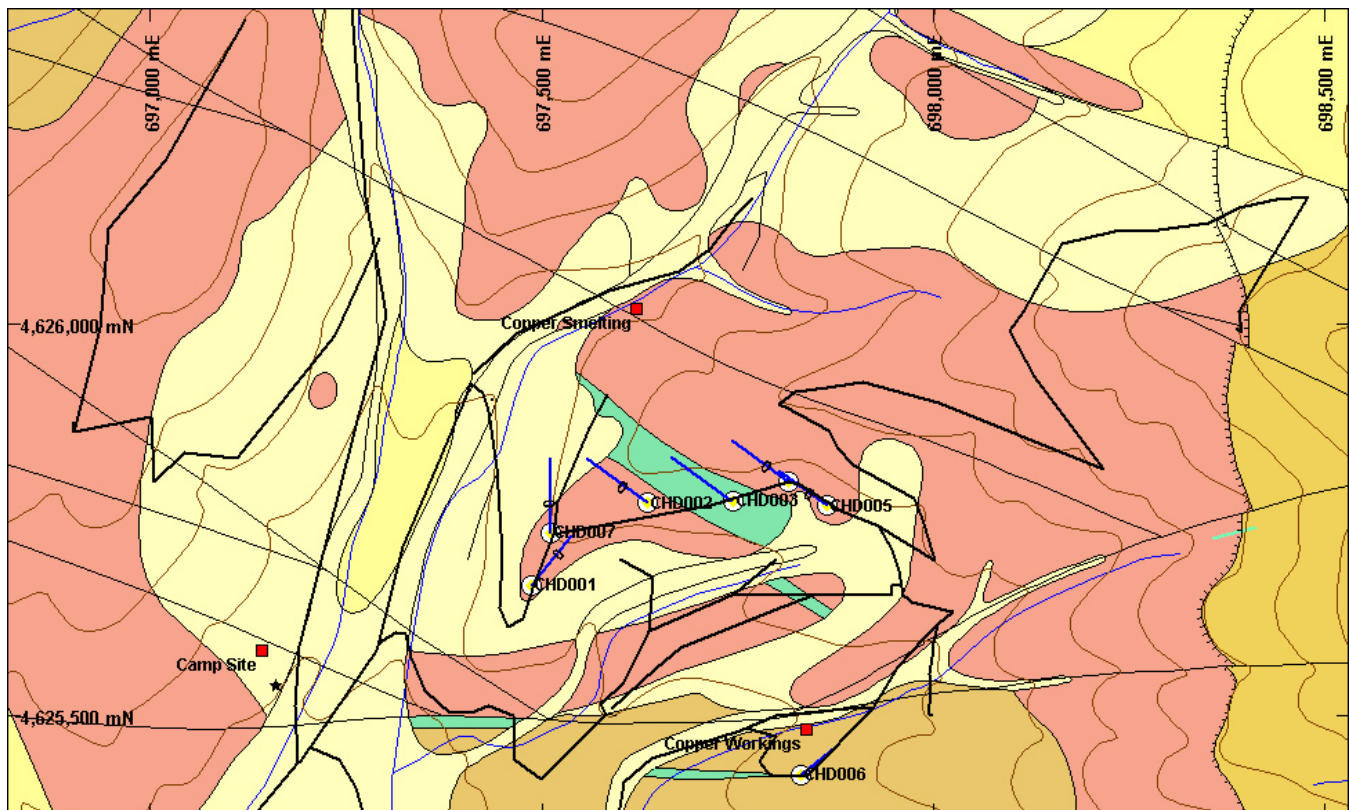 697,000 mE
697,500 mE
698,000 mE
698,500 mE
Copper Smelting
4,626,000 mN
CHD002
CHD003
CHD005
CHD007
CHD001
Camp Site
4,625,500 mN
Copper Workings
CHD006